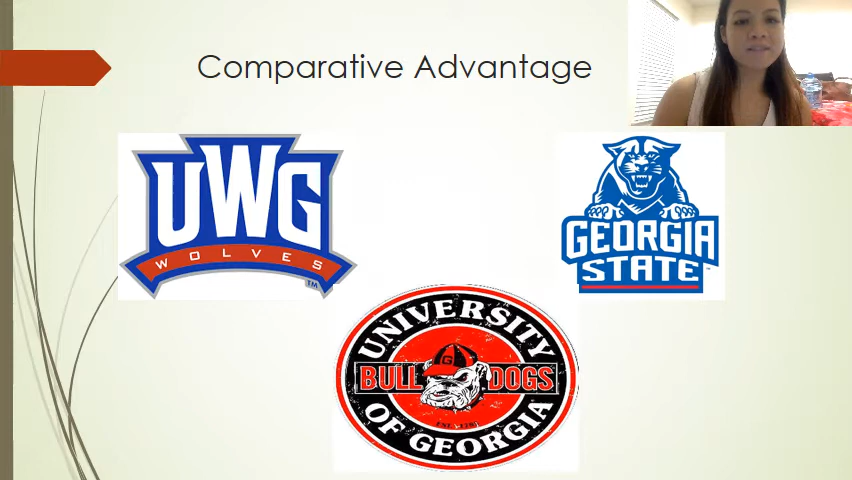 Comparative Advantage
UWG
WOLVES
TM
GEORGIA
STATE
UNIVERSITY
BULL DOGS
G
OF GEORGIA